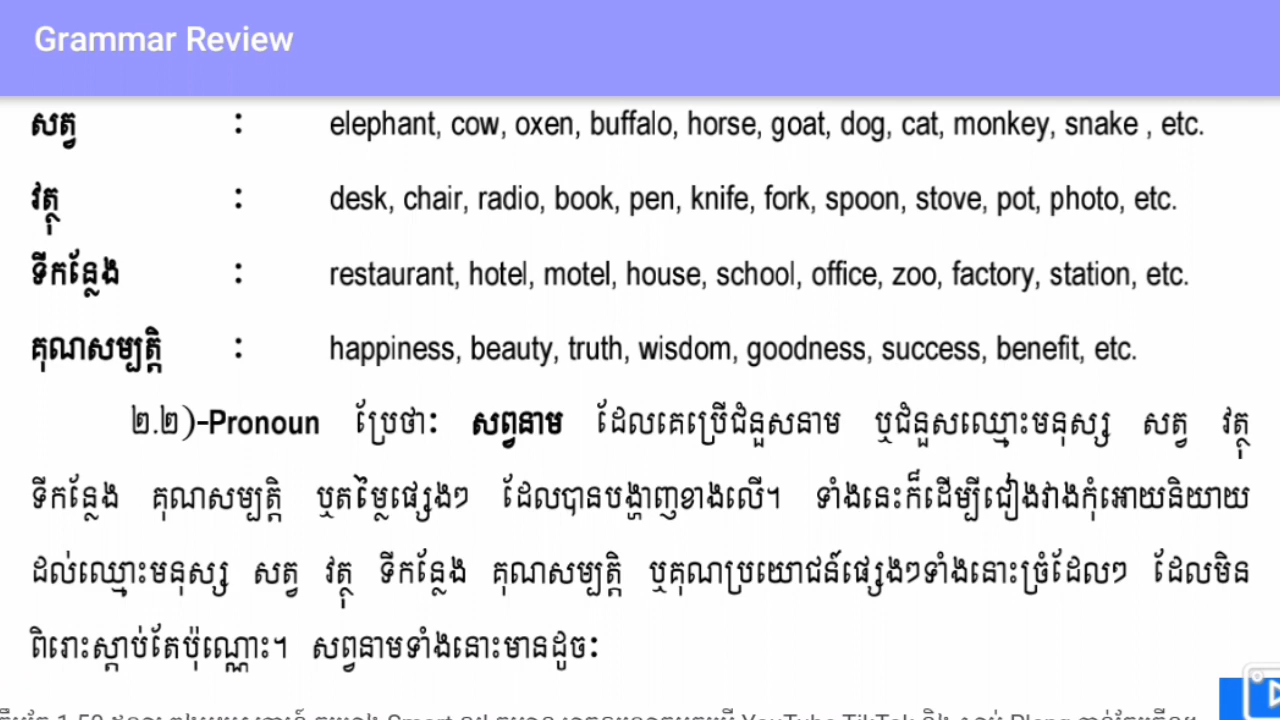 Grammar Review
សត្វ : elephant, cow, oxen, buffalo, horse, goat, dog, cat, monkey, snake , etc.
វត្ថុ : desk, chair, radio, book, pen, knife, fork, spoon, stove, pot, photo, etc.
ទីកន្លែង : restaurant, hotel, motel, house, school, office, zoo, factory, station, etc.
គុណសម្បត្តិ : happiness, beauty, truth, wisdom, goodness, success, benefit, etc.
២.២)-Pronoun ប្រែថាៈ សព្វនាម ដែលគេប្រើជំនួសនាម ឬជំនួសឈ្មោះមនុស្ស សត្វ វត្ថុ
ទីកន្លែង គុណសម្បត្តិ ឬតម្លៃផ្សេងៗ ដែលបានបង្ហាញខាងលើ។ ទាំងនេះក៏ដើម្បីជៀងវាងកុំអោយនិយាយ
ដល់ឈ្មោះមនុស្ស សត្វ វត្ថុ ទីកន្លែង គុណសម្បត្តិ ឬគុណប្រយោជន៍ផ្សេងៗទាំងនោះច្រំដែលៗ ដែលមិន
ពិរោះស្តាប់តែប៉ុណ្ណោះ។ សព្វនាមទាំងនោះមានដូចៈ